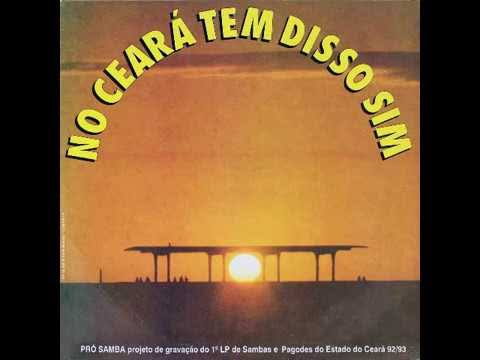 NO CEARÁ TEM DISSO SIM
PRÓ SAMBA projeto de gravação do 1º LP de Sambas e Pagodes do Estado do Ceará 92/93